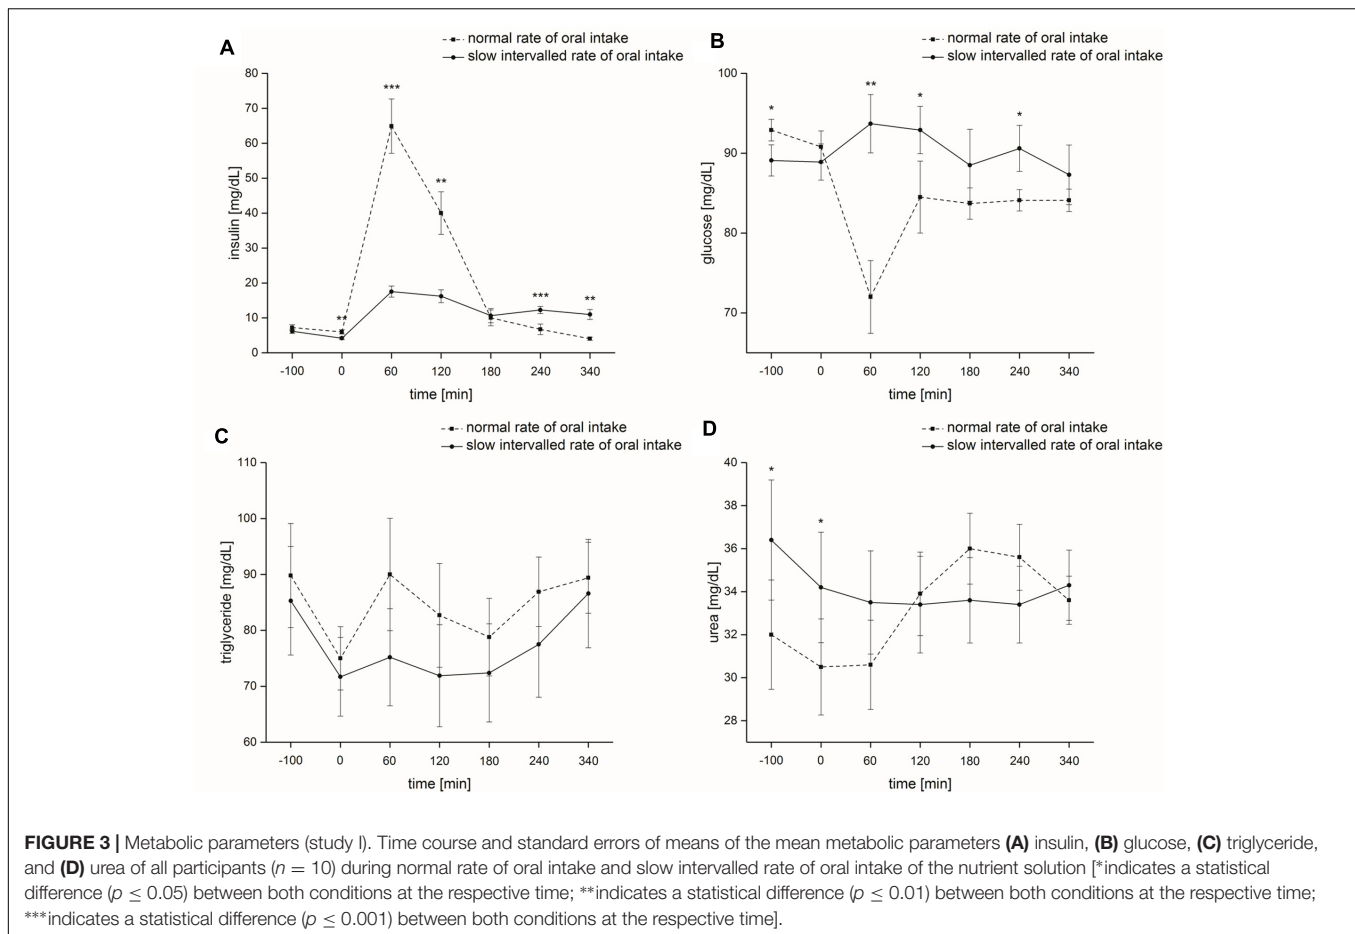 A
normal rate of oral intake
slow intervalled rate of oral intake
80
70
60
50
40
30
20
10
0
insulin [mg/dL]
***
**
**
***
**
-100 0 60 120 180 240 340
time [min]
B
normal rate of oral intake
slow intervalled rate of oral intake
100
90
80
70
glucose [mg/dL]
*
**
*
*
-100 0 60 120 180 240 340
time [min]
C
normal rate of oral intake
slow intervalled rate of oral intake
110
100
90
80
70
60
triglyceride [mg/dL]
-100 0 60 120 180 240 340
time [min]
D
normal rate of oral intake
slow intervalled rate of oral intake
40
38
36
34
32
30
28
urea [mg/dL]
*
*
-100 0 60 120 180 240 340
time [min]
FIGURE 3 | Metabolic parameters (study I). Time course and standard errors of means of the mean metabolic parameters (A) insulin, (B) glucose, (C) triglyceride,
and (D) urea of all participants (n = 10) during normal rate of oral intake and slow intervalled rate of oral intake of the nutrient solution [*indicates a statistical
difference (p ≤ 0.05) between both conditions at the respective time; **indicates a statistical difference (p ≤ 0.01) between both conditions at the respective time;
***indicates a statistical difference (p ≤ 0.001) between both conditions at the respective time].